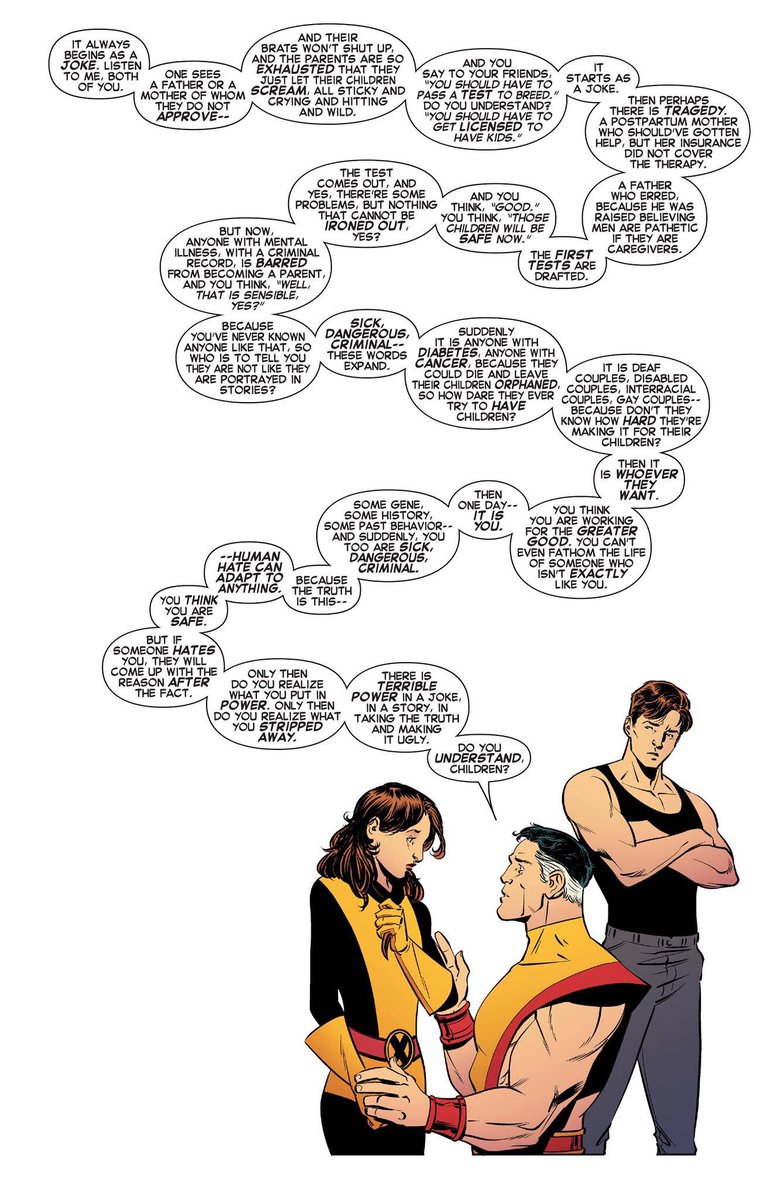 IT ALWAYS
BEGINS AS A
JOKE. LISTEN
TO ME, BOTH
OF YOU.
ONE SEES
A FATHER OR A
MOTHER OF WHOM
THEY DO NOT
APPROVE--
AND THEIR
BRATS WON'T SHUT UP,
AND THE PARENTS ARE SO
EXHAUSTED THAT THEY
JUST LET THEIR CHILDREN
SCREAM, ALL STICKY AND
CRYING AND HITTING
AND WILD.
AND YOU
SAY TO YOUR FRIENDS,
"YOU SHOULD HAVE TO
PASS A TEST TO BREED."
DO YOU UNDERSTAND?
"YOU SHOULD HAVE TO
GET LICENSED TO
HAVE KIDS."
IT
STARTS AS
A JOKE.
THEN PERHAPS
THERE IS TRAGEDY.
A POSTPARTUM MOTHER
WHO SHOULD'VE GOTTEN
HELP, BUT HER INSURANCE
DID NOT COVER
THE THERAPY.
A FATHER
WHO ERRED,
BECAUSE HE WAS
RAISED BELIEVING
MEN ARE PATHETIC
IF THEY ARE
CAREGIVERS.
THE FIRST
TESTS ARE
DRAFTED.
AND YOU
THINK, "GOOD."
YOU THINK, "THOSE
CHILDREN WILL BE
SAFE NOW."
THE TEST
COMES OUT, AND
YES, THERE'RE SOME
PROBLEMS, BUT NOTHING
THAT CANNOT BE
IRONED OUT,
YES?
BUT NOW,
ANYONE WITH MENTAL
ILLNESS, WITH A CRIMINAL
RECORD, IS BARRED
FROM BECOMING A PARENT,
AND YOU THINK, "WELL,
THAT IS SENSIBLE,
YES?"
BECAUSE
YOU'VE NEVER KNOWN
ANYONE LIKE THAT, SO
WHO IS TO TELL YOU
THEY ARE NOT LIKE THEY
ARE PORTRAYED IN
STORIES?
SICK,
DANGEROUS,
CRIMINAL--
THESE WORDS
EXPAND.
SUDDENLY
IT IS ANYONE WITH
DIABETES, ANYONE WITH
CANCER, BECAUSE THEY
COULD DIE AND LEAVE
THEIR CHILDREN ORPHANED,
SO HOW DARE THEY EVER
TRY TO HAVE
CHILDREN?
IT IS DEAF
COUPLES, DISABLED
COUPLES, INTERRACIAL
COUPLES, GAY COUPLES--
BECAUSE DON'T THEY
KNOW HOW HARD THEY'RE
MAKING IT FOR THEIR
CHILDREN?
THEN IT
IS WHOEVER
THEY
WANT.
YOU THINK
YOU ARE WORKING
FOR THE GREATER
GOOD. YOU CAN'T
EVEN FATHOM THE LIFE
OF SOMEONE WHO
ISN'T EXACTLY
LIKE YOU.
THEN
ONE DAY--
IT IS
YOU.
SOME GENE,
SOME HISTORY,
SOME PAST BEHAVIOR--
AND SUDDENLY, YOU
TOO ARE SICK,
DANGEROUS,
CRIMINAL.
BECAUSE
THE TRUTH
IS THIS--
--HUMAN
HATE CAN
ADAPT TO
ANYTHING.
YOU THINK
YOU ARE
SAFE.
BUT IF
SOMEONE HATES
YOU, THEY WILL
COME UP WITH THE
REASON AFTER
THE FACT.
ONLY THEN
DO YOU REALIZE
WHAT YOU PUT IN
POWER. ONLY THEN
DO YOU REALIZE WHAT
YOU STRIPPED
AWAY.
THERE IS
TERRIBLE
POWER IN A JOKE,
IN A STORY, IN
TAKING THE TRUTH
AND MAKING
IT UGLY.
DO YOU
UNDERSTAND,
CHILDREN?